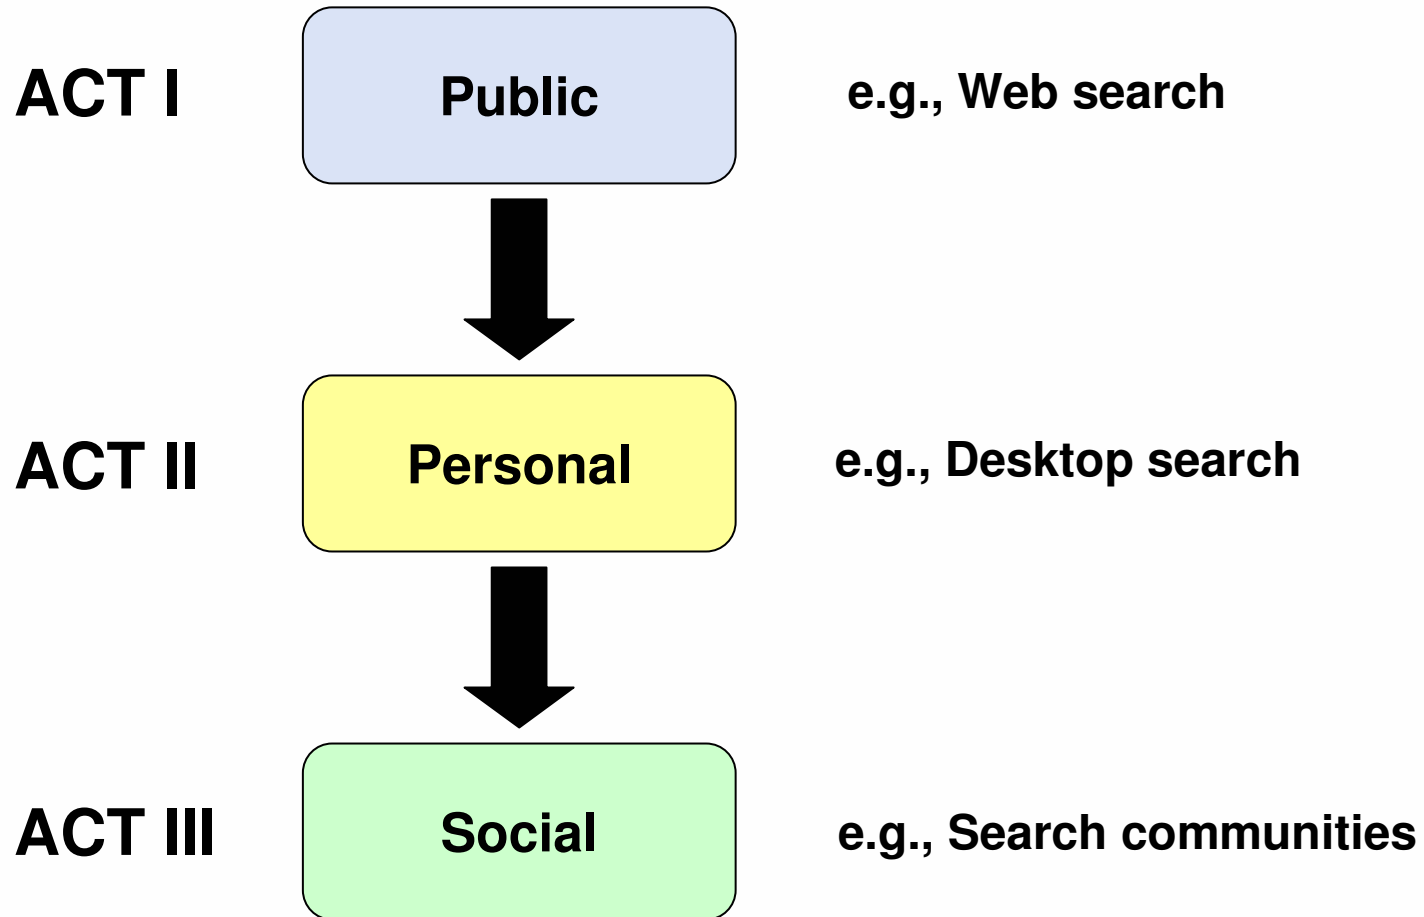 ACT I
Public
e.g., Web search
ACT II
Personal
e.g., Desktop search
ACT III
Social
e.g., Search communities